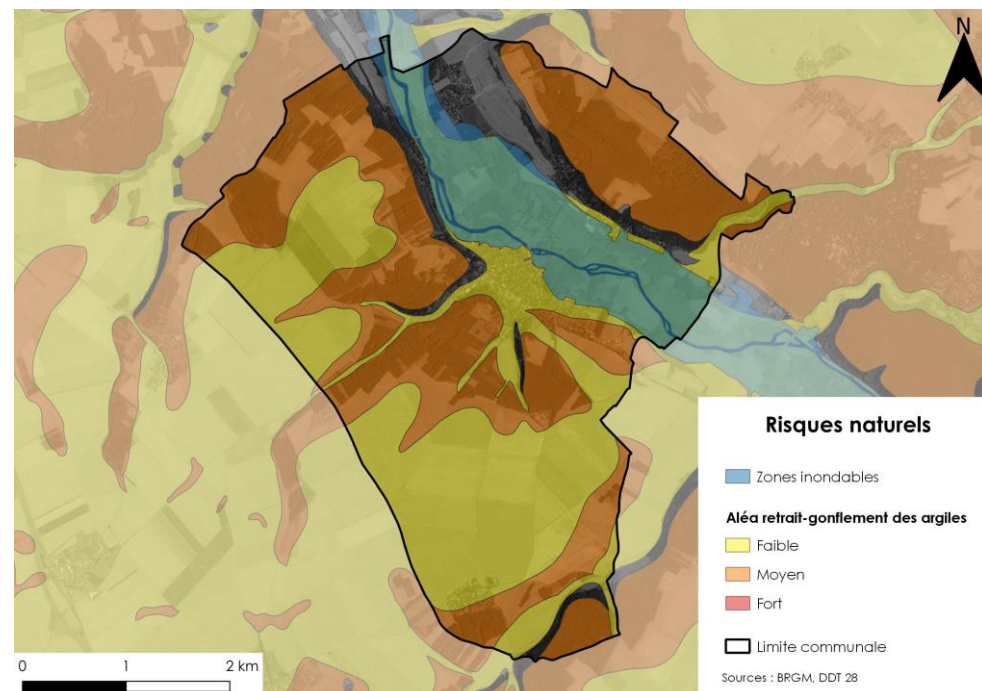 N
Risques naturels
Zones inondables
Aléa retrait-gonflement des argiles
Faible
Moyen
Fort
Limite communale
Sources : BRGM, DDT 28
0 1 2 km